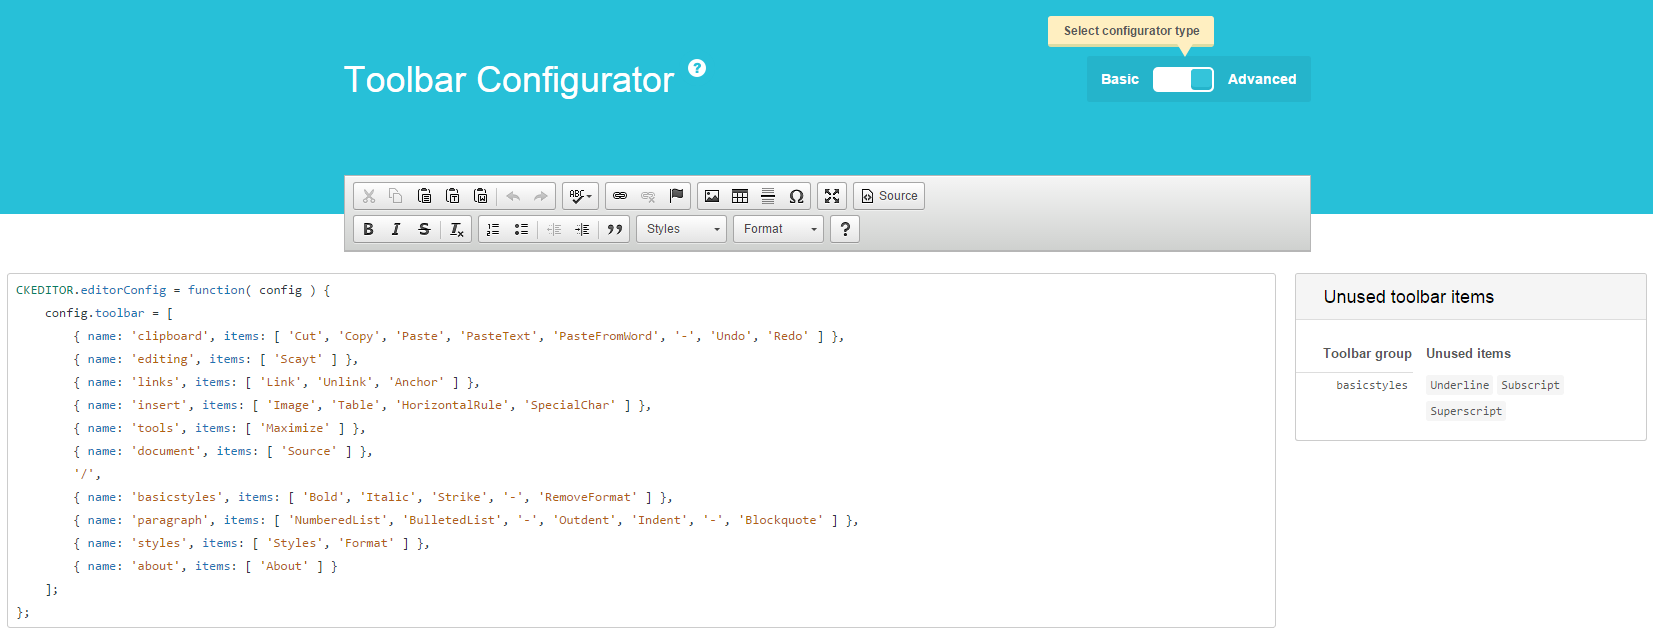 Select configurator type
Toolbar Configurator ?
Basic Advanced
ABC Ω Source
B I S Ix Styles Format ?
CKEDITOR.editorConfig = function( config ) {
config.toolbar = [
{ name: 'clipboard', items: [ 'Cut', 'Copy', 'Paste', 'PasteText', 'PasteFromWord', '-', 'Undo', 'Redo' ] },
{ name: 'editing', items: [ 'Scayt' ] },
{ name: 'links', items: [ 'Link', 'Unlink', 'Anchor' ] },
{ name: 'insert', items: [ 'Image', 'Table', 'HorizontalRule', 'SpecialChar' ] },
{ name: 'tools', items: [ 'Maximize' ] },
{ name: 'document', items: [ 'Source' ] },
'/',
{ name: 'basicstyles', items: [ 'Bold', 'Italic', 'Strike', '-', 'RemoveFormat' ] },
{ name: 'paragraph', items: [ 'NumberedList', 'BulletedList', '-', 'Outdent', 'Indent', '-', 'Blockquote' ] },
{ name: 'styles', items: [ 'Styles', 'Format' ] },
{ name: 'about', items: [ 'About' ] }
];
};
Unused toolbar items
Toolbar group Unused items
basicstyles Underline Subscript
Superscript